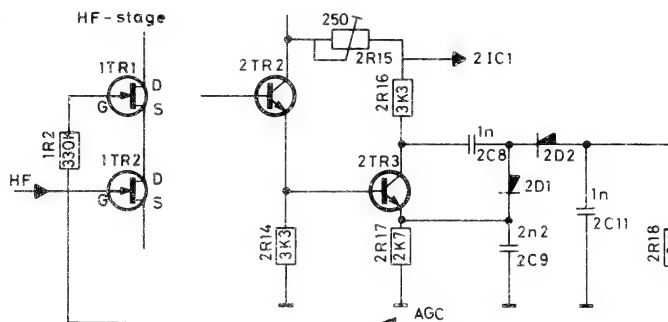 HF-stage
1TR1
D
G
S
1R2
330K
1TR2
HF
D
G
S
2TR2
250
2R15
2IC1
2R16
3K3
2TR3
1n
2C8
2D2
2D1
2R14
3K3
2R17
2K7
2n2
2C9
1n
2C11
2R18
AGC